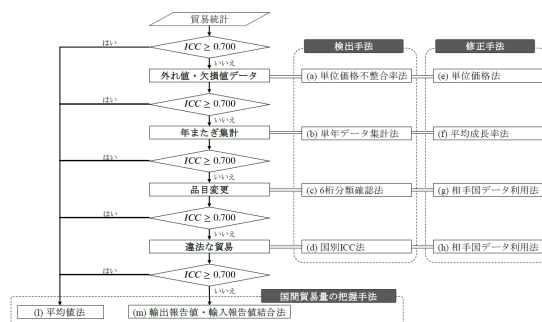 貿易統計
はい
ICC ≥ 0.700
検出手法
修正手法
いいえ
外れ値・欠損値データ
(a) 単位価格不整合率法
(e) 単位価格法
はい
ICC ≥ 0.700
いいえ
年またぎ集計
(b) 単年データ集計法
(f) 平均成長率法
はい
ICC ≥ 0.700
いいえ
品目変更
(c) 6桁分類確認法
(g) 相手国データ利用法
はい
ICC ≥ 0.700
いいえ
違法な貿易
(d) 国別ICC法
(h) 相手国データ利用法
はい
ICC ≥ 0.700
いいえ
国間貿易量の把握手法
(l) 平均値法
(m) 輸出報告値・輸入報告値結合法